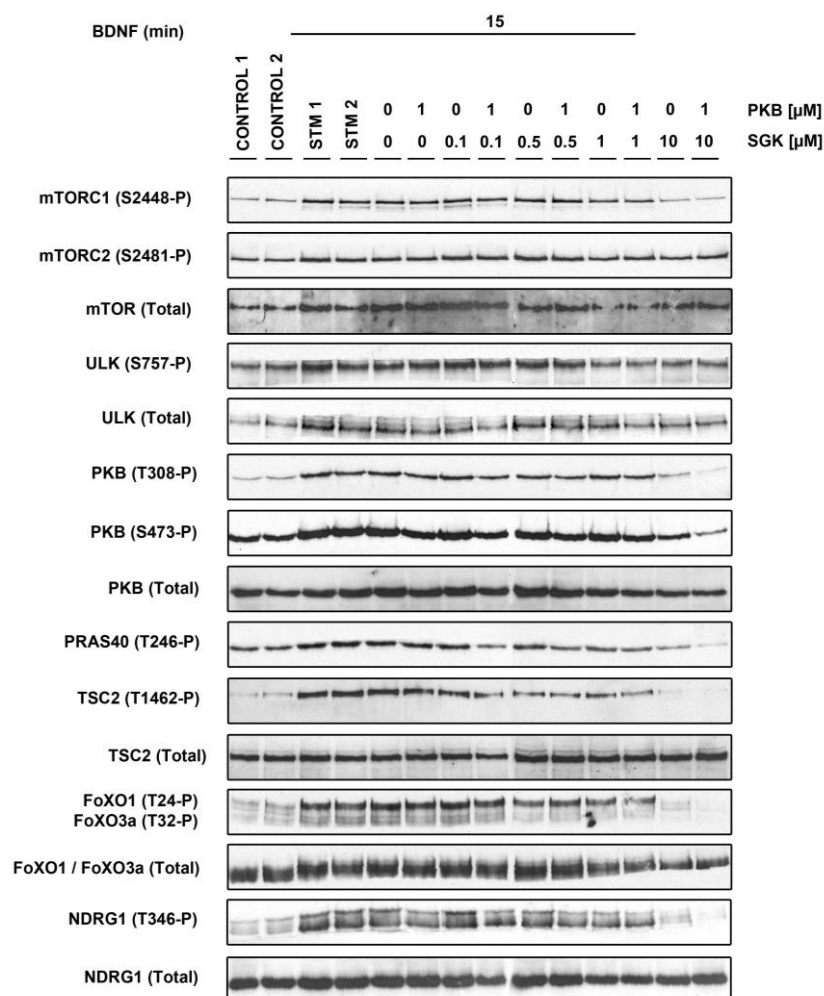 BDNF (min)
15
CONTROL 1
CONTROL 2
STM 1
STM 2
0 1 0 1 0 1 0 1 0 1 PKB [µM]
0 0 0.1 0.1 0.5 0.5 1 1 10 10 SGK [µM]
mTORC1 (S2448-P)
mTORC2 (S2481-P)
mTOR (Total)
ULK (S757-P)
ULK (Total)
PKB (T308-P)
PKB (S473-P)
PKB (Total)
PRAS40 (T246-P)
TSC2 (T1462-P)
TSC2 (Total)
FoXO1 (T24-P)
FoXO3a (T32-P)
FoXO1 / FoXO3a (Total)
NDRG1 (T346-P)
NDRG1 (Total)